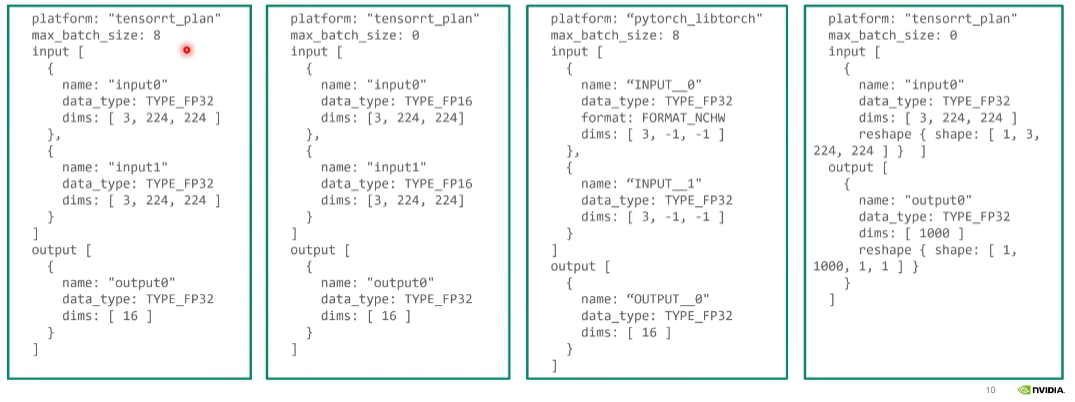 platform: "tensorrt_plan"
max_batch_size: 8
input [
{
name: "input0"
data_type: TYPE_FP32
dims: [ 3, 224, 224 ]
},
{
name: "input1"
data_type: TYPE_FP32
dims: [ 3, 224, 224 ]
}
]
output [
{
name: "output0"
data_type: TYPE_FP32
dims: [ 16 ]
}
]
platform: "tensorrt_plan"
max_batch_size: 0
input [
{
name: "input0"
data_type: TYPE_FP16
dims: [3, 224, 224]
},
{
name: "input1"
data_type: TYPE_FP16
dims: [3, 224, 224]
}
]
output [
{
name: "output0"
data_type: TYPE_FP32
dims: [ 16 ]
}
]
platform: “pytorch_libtorch"
max_batch_size: 8
input [
{
name: “INPUT__0"
data_type: TYPE_FP32
format: FORMAT_NCHW
dims: [ 3, -1, -1 ]
},
{
name: “INPUT__1"
data_type: TYPE_FP32
dims: [ 3, -1, -1 ]
}
]
output [
{
name: “OUTPUT__0"
data_type: TYPE_FP32
dims: [ 16 ]
}
]
platform: "tensorrt_plan"
max_batch_size: 0
input [
{
name: "input0"
data_type: TYPE_FP32
dims: [ 3, 224, 224 ]
reshape { shape: [ 1, 3,
224, 224 ] }  ]
output [
{
name: "output0"
data_type: TYPE_FP32
dims: [ 1000 ]
reshape { shape: [ 1,
1000, 1, 1 ] }
}
]
10
NVIDIA.